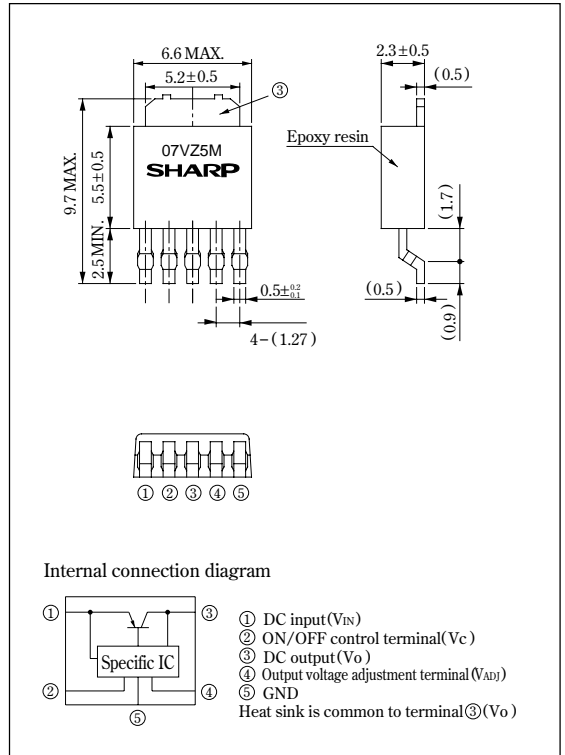 6.6 MAX.
5.2±0.5
③
2.3±0.5
(0.5)
Epoxy resin
07VZ5M
SHARP
9.7 MAX.
5.5±0.5
2.5 MIN.
(1.7)
(0.5)
(0.9)
0.5±0.2 0.1
4−(1.27)
① ② ③ ④ ⑤
Internal connection diagram
① ③
Specific IC
② ④
⑤
① DC input(VIN)
② ON/OFF control terminal(Vc)
③ DC output(Vo)
④ Output voltage adjustment terminal(VADJ)
⑤ GND
Heat sink is common to terminal③(Vo)